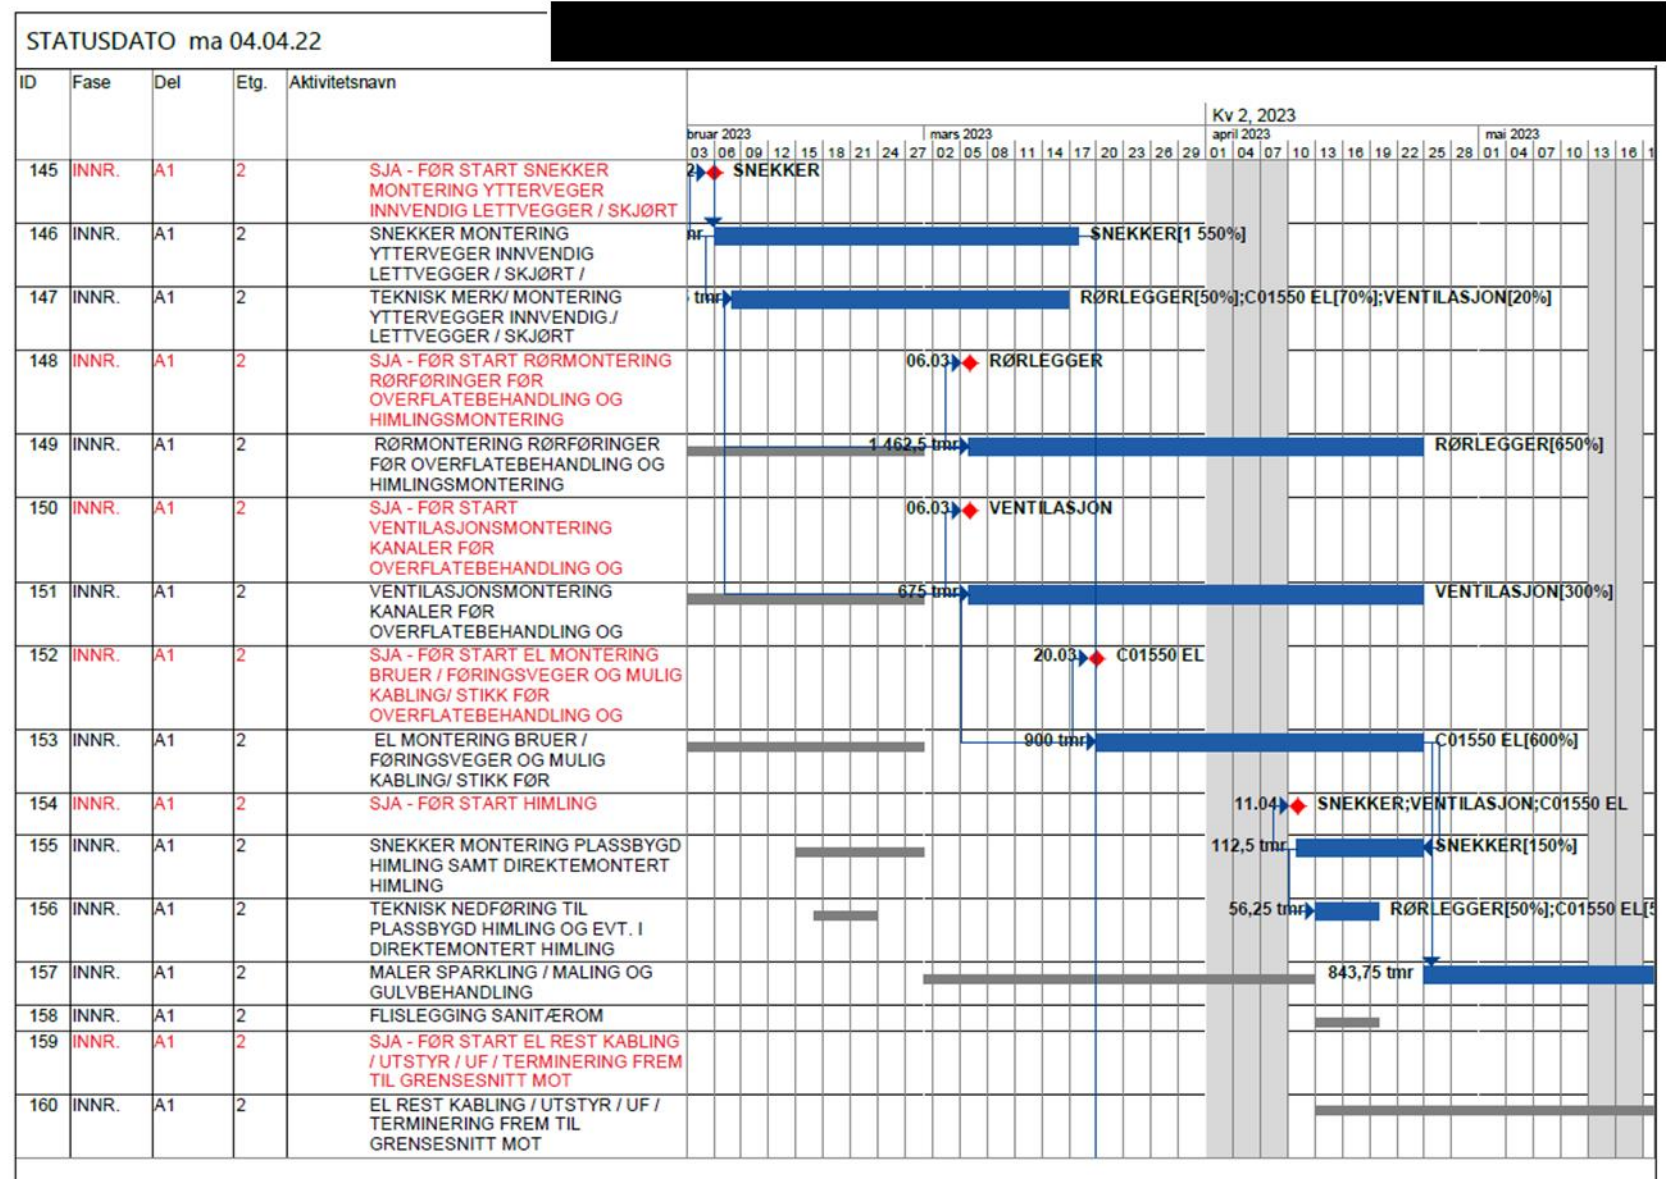 STATUSDATO ma 04.04.22
ID Fase Del Etg. Aktivitetsnavn
Kv 2, 2023
bruar 2023 mars 2023 april 2023 mai 2023
03 06 09 12 15 18 21 24 27 02 05 08 11 14 17 20 23 26 29 01 04 07 10 13 16 19 22 25 28 01 04 07 10 13 16 1
145 INNR. A1 2 SJA - FØR START SNEKKER
MONTERING YTTERVEGER
INNVENDIG LETTVEGGER / SKJØRT
2 SNEKKER
146 INNR. A1 2 SNEKKER MONTERING
YTTERVEGER INNVENDIG
LETTVEGGER / SKJØRT /
nr SNEKKER[1 550%]
147 INNR. A1 2 TEKNISK MERK/ MONTERING
YTTERVEGGER INNVENDIG./
LETTVEGGER / SKJØRT
tmr RØRLEGGER[50%];C01550 EL[70%];VENTILASJON[20%]
148 INNR. A1 2 SJA - FØR START RØRMONTERING
RØRFØRINGER FØR
OVERFLATEBEHANDLING OG
HIMLINGSMONTERING
06.03 RØRLEGGER
149 INNR. A1 2 RØRMONTERING RØRFØRINGER
FØR OVERFLATEBEHANDLING OG
HIMLINGSMONTERING
1 462,5 tmr RØRLEGGER[650%]
150 INNR. A1 2 SJA - FØR START
VENTILASJONSMONTERING
KANALER FØR
OVERFLATEBEHANDLING OG
06.03 VENTILASJON
151 INNR. A1 2 VENTILASJONSMONTERING
KANALER FØR
OVERFLATEBEHANDLING OG
675 tmr VENTILASJON[300%]
152 INNR. A1 2 SJA - FØR START EL MONTERING
BRUER / FØRINGSVEGER OG MULIG
KABLING/ STIKK FØR
OVERFLATEBEHANDLING OG
20.03 C01550 EL
153 INNR. A1 2 EL MONTERING BRUER /
FØRINGSVEGER OG MULIG
KABLING/ STIKK FØR
900 tmr C01550 EL[600%]
154 INNR. A1 2 SJA - FØR START HIMLING
11.04 SNEKKER;VENTILASJON;C01550 EL
155 INNR. A1 2 SNEKKER MONTERING PLASSBYGD
HIMLING SAMT DIREKTEMONTERT
HIMLING
112,5 tmr SNEKKER[150%]
156 INNR. A1 2 TEKNISK NEDFØRING TIL
PLASSBYGD HIMLING OG EVT. I
DIREKTEMONTERT HIMLING
56,25 tmr RØRLEGGER[50%];C01550 EL[5
157 INNR. A1 2 MALER SPARKLING / MALING OG
GULVBEHANDLING
843,75 tmr
158 INNR. A1 2 FLISLEGGING SANITÆROM
159 INNR. A1 2 SJA - FØR START EL REST KABLING
/ UTSTYR / UF / TERMINERING FREM
TIL GRENSESNITT MOT
160 INNR. A1 2 EL REST KABLING / UTSTYR / UF /
TERMINERING FREM TIL
GRENSESNITT MOT